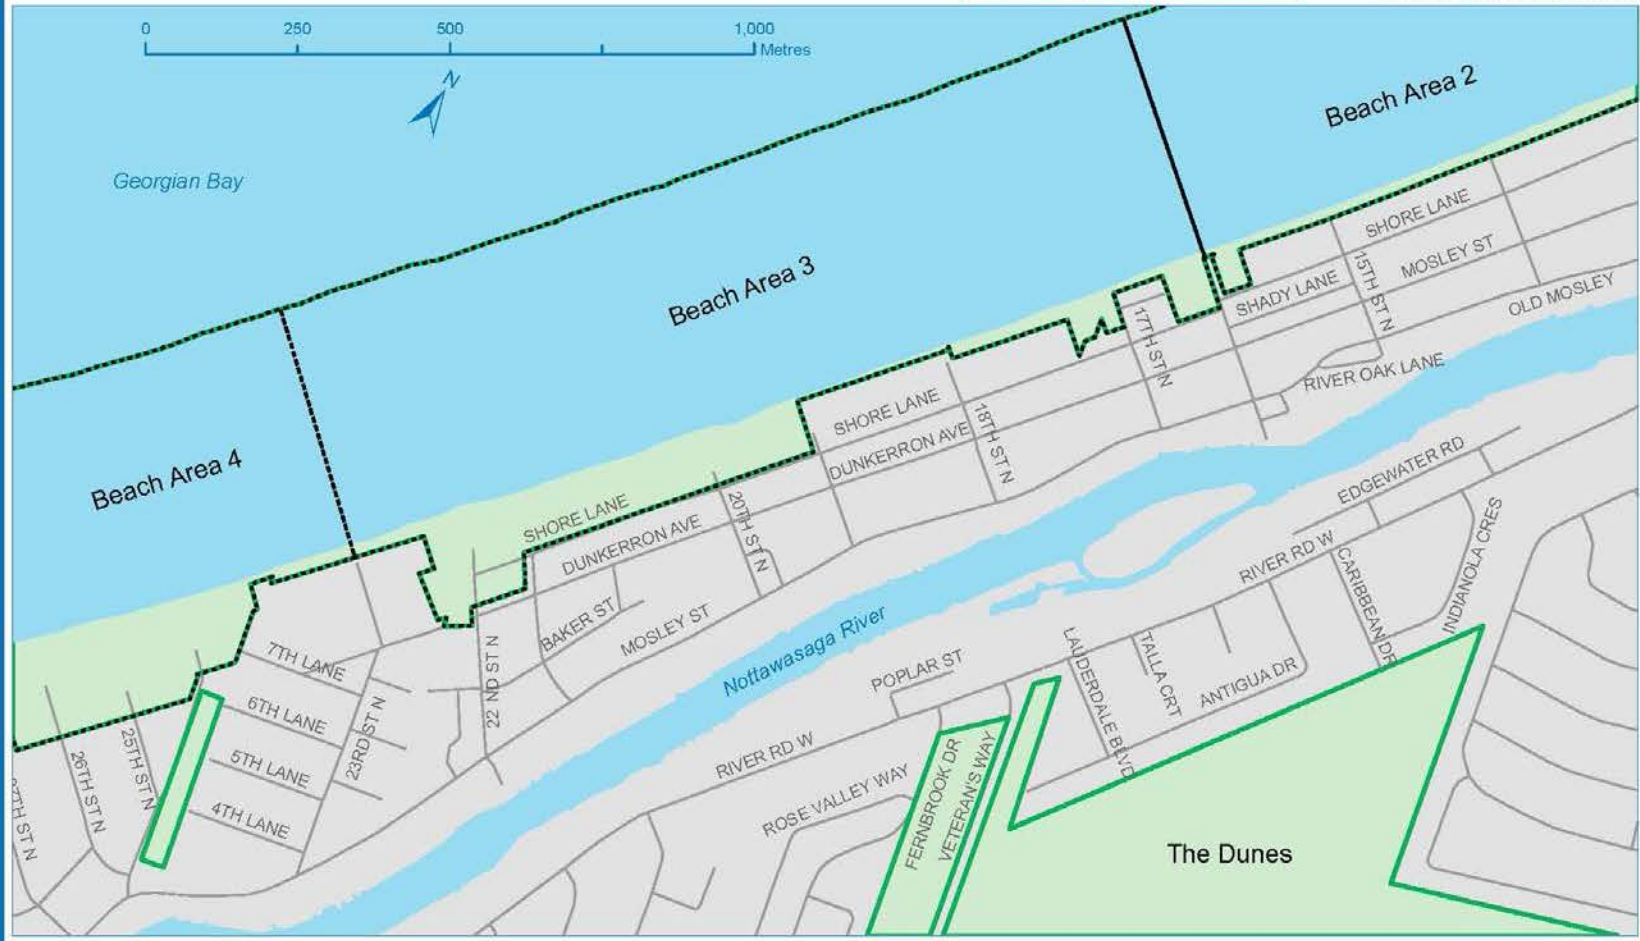 0 250 500 1,000
Metres
N
Georgian Bay
Beach Area 2
Beach Area 3
Beach Area 4
SHORE LANE
MOSLEY ST
SHADY LANE
15TH ST N
OLD MOSLEY
17TH ST N
RIVER OAK LANE
SHORE LANE
DUNKERRON AVE
18TH ST N
EDGEWATER RD
SHORE LANE
DUNKERRON AVE
20TH ST N
RIVER RD W
CARIBBEAN DR
INDIANOLA CRES
BAKER ST
MOSLEY ST
Nottawasaga River
22 ND ST N
7TH LANE
6TH LANE
5TH LANE
4TH LANE
23RD ST N
25TH ST N
26TH ST N
27TH ST N
POPLAR ST
LAUDERDALE BLVD
TALLA CRT
ANTIGUA DR
RIVER RD W
ROSE VALLEY WAY
FERNBROOK DR
VETERAN'S WAY
The Dunes